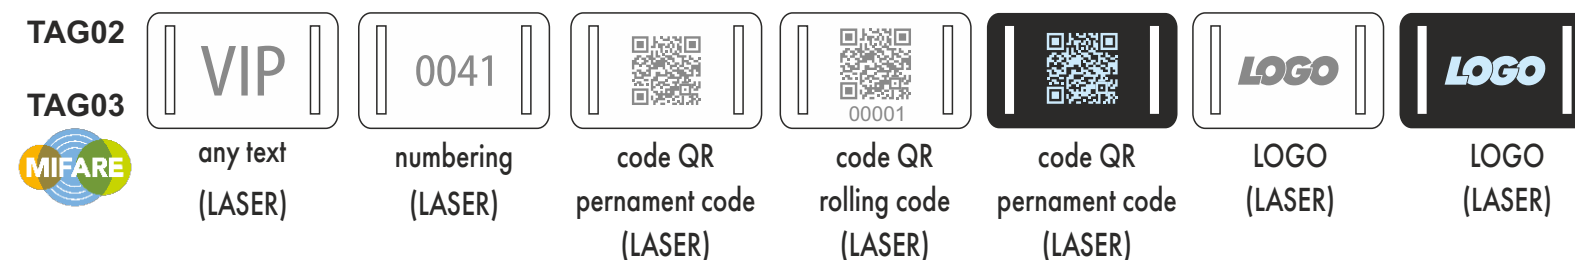 TAG02
TAG03
MIFARE
VIP
any text
(LASER)
0041
numbering
(LASER)
code QR
pernament code
(LASER)
00001
code QR
rolling code
(LASER)
code QR
pernament code
(LASER)
LOGO
LOGO
(LASER)
LOGO
LOGO
(LASER)